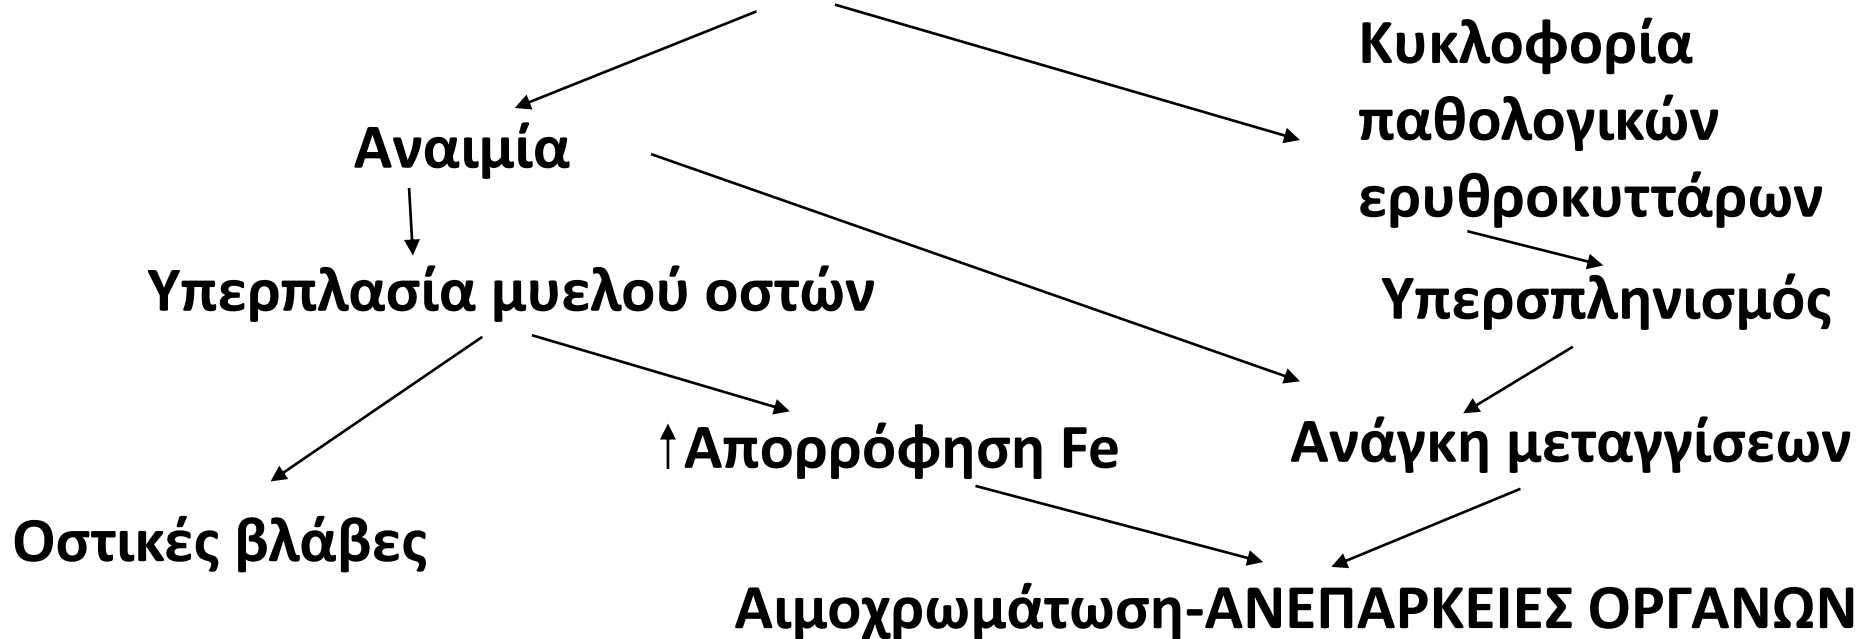 Κυκλοφορία
παθολογικών
ερυθροκυττάρων
Αναιμία
Υπερπλασία μυελού οστών
Υπερσπληνισμός
↑Απορρόφηση Fe
Ανάγκη μεταγγίσεων
Οστικές βλάβες
Αιμοχρωμάτωση-ΑΝΕΠΑΡΚΕΙΕΣ ΟΡΓΑΝΩΝ